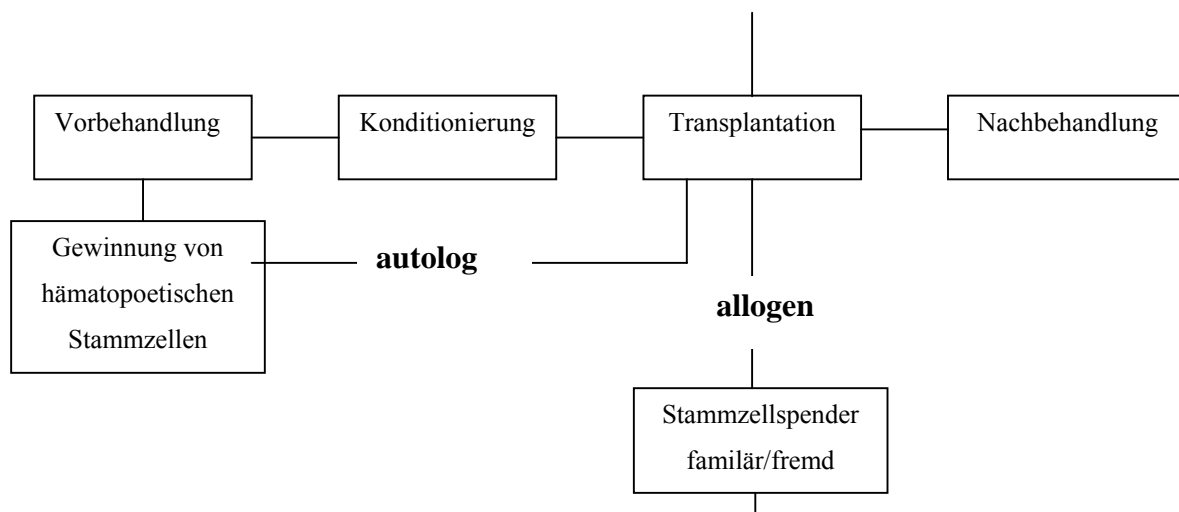 Vorbehandlung
Konditionierung
Transplantation
Nachbehandlung
Gewinnung von
hämatopoetischen
Stammzellen
autolog
allogen
Stammzellspender
familär/fremd